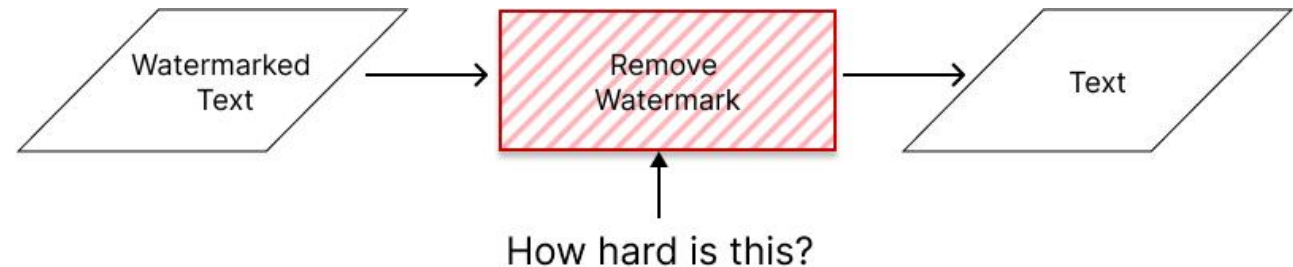 Watermarked
Text
Remove
Watermark
Text
How hard is this?